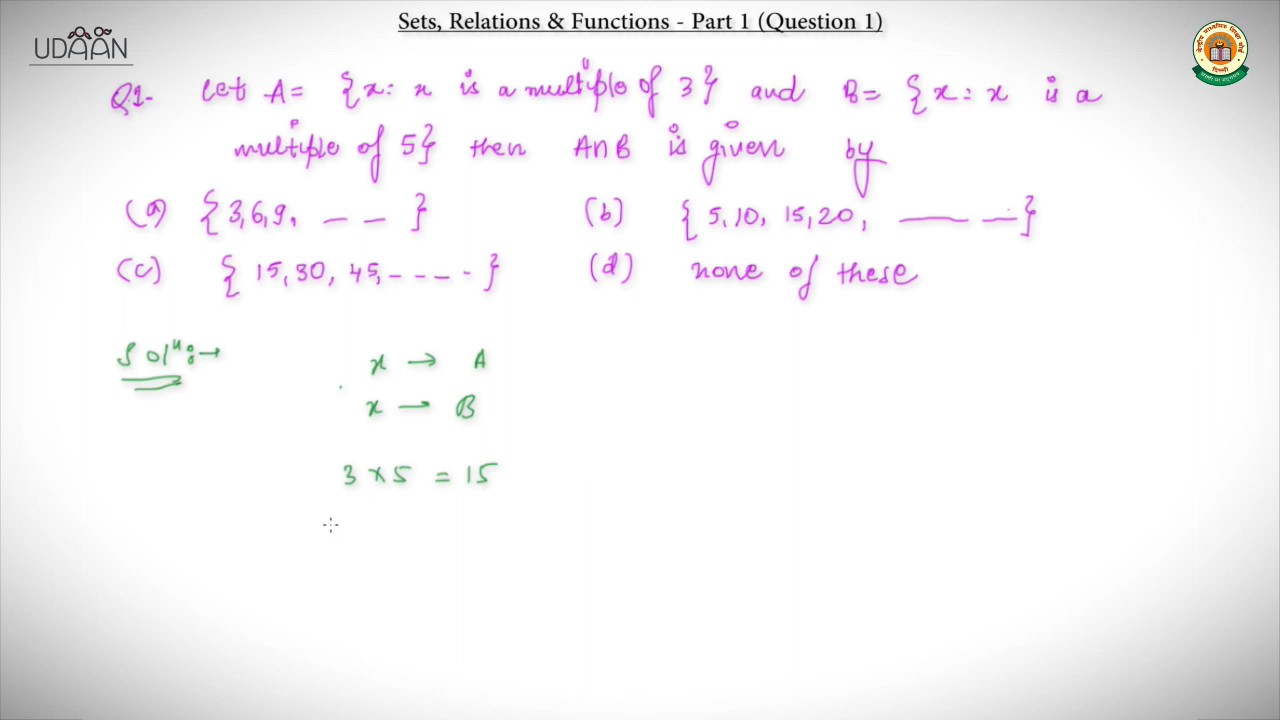 Sets, Relations & Functions - Part 1 (Question 1)
UDAAN
Q1- Let A= {x: x is a multiple of 3} and B= {x: x is a
multiple of 5} then A∩B is given by
(a) {3,6,9, — — } (b) {5,10, 15,20, —— —}
(c) {15,30, 45,- - - - -} (d) none of these
Solⁿ:→
x → A
x → B
3 × 5 = 15